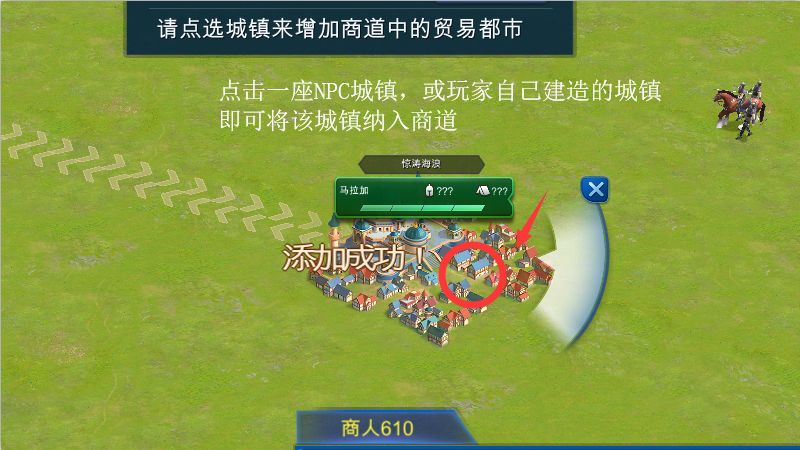 请点选城镇来增加商道中的贸易都市
点击一座NPC城镇，或玩家自己建造的城镇
即可将该城镇纳入商道
惊涛海浪
马拉加 ??? ???
添加成功！
商人610